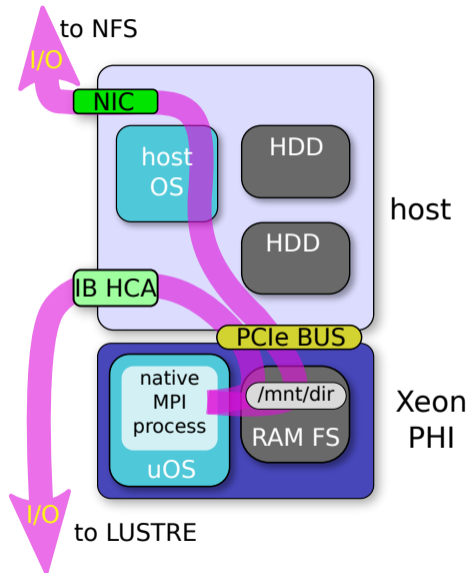 to NFS
I/O
NIC
host
OS
HDD
HDD
host
IB HCA
PCIe BUS
native
MPI
process
uOS
/mnt/dir
RAM FS
Xeon
PHI
I/O
to LUSTRE